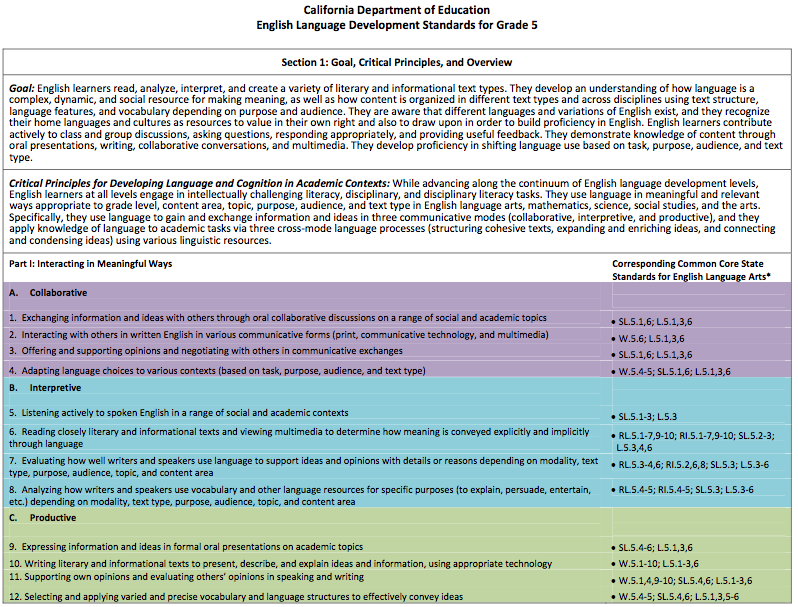 California Department of Education
English Language Development Standards for Grade 5
Section 1: Goal, Critical Principles, and Overview
Goal: English learners read, analyze, interpret, and create a variety of literary and informational text types. They develop an understanding of how language is a
complex, dynamic, and social resource for making meaning, as well as how content is organized in different text types and across disciplines using text structure,
language features, and vocabulary depending on purpose and audience. They are aware that different languages and variations of English exist, and they recognize
their home languages and cultures as resources to value in their own right and also to draw upon in order to build proficiency in English. English learners contribute
actively to class and group discussions, asking questions, responding appropriately, and providing useful feedback. They demonstrate knowledge of content through
oral presentations, writing, collaborative conversations, and multimedia. They develop proficiency in shifting language use based on task, purpose, audience, and text
type.
Critical Principles for Developing Language and Cognition in Academic Contexts: While advancing along the continuum of English language development levels,
English learners at all levels engage in intellectually challenging literacy, disciplinary, and disciplinary literacy tasks. They use language in meaningful and relevant
ways appropriate to grade level, content area, topic, purpose, audience, and text type in English language arts, mathematics, science, social studies, and the arts.
Specifically, they use language to gain and exchange information and ideas in three communicative modes (collaborative, interpretive, and productive), and they
apply knowledge of language to academic tasks via three cross-mode language processes (structuring cohesive texts, expanding and enriching ideas, and connecting
and condensing ideas) using various linguistic resources.
Part I: Interacting in Meaningful Ways
Corresponding Common Core State
Standards for English Language Arts*
A. Collaborative
1. Exchanging information and ideas with others through oral collaborative discussions on a range of social and academic topics
• SL.5.1,6; L.5.1,3,6
2. Interacting with others in written English in various communicative forms (print, communicative technology, and multimedia)
• W.5.6; L.5.1,3,6
3. Offering and supporting opinions and negotiating with others in communicative exchanges
• SL.5.1,6; L.5.1,3,6
4. Adapting language choices to various contexts (based on task, purpose, audience, and text type)
• W.5.4-5; SL.5.1,6; L.5.1,3,6
B. Interpretive
5. Listening actively to spoken English in a range of social and academic contexts
• SL.5.1-3; L.5.3
6. Reading closely literary and informational texts and viewing multimedia to determine how meaning is conveyed explicitly and implicitly
through language
• RL.5.1-7,9-10; RI.5.1-7,9-10; SL.5.2-3;
L.5.3,4,6
7. Evaluating how well writers and speakers use language to support ideas and opinions with details or reasons depending on modality, text
type, purpose, audience, topic, and content area
• RL.5.3-4,6; RI.5.2,6,8; SL.5.3; L.5.3-6
8. Analyzing how writers and speakers use vocabulary and other language resources for specific purposes (to explain, persuade, entertain,
etc.) depending on modality, text type, purpose, audience, topic, and content area
• RL.5.4-5; RI.5.4-5; SL.5.3; L.5.3-6
C. Productive
9. Expressing information and ideas in formal oral presentations on academic topics
• SL.5.4-6; L.5.1,3,6
10. Writing literary and informational texts to present, describe, and explain ideas and information, using appropriate technology
• W.5.1-10; L.5.1-3,6
11. Supporting own opinions and evaluating others' opinions in speaking and writing
• W.5.1,4,9-10; SL.5.4,6; L.5.1-3,6
12. Selecting and applying varied and precise vocabulary and language structures to effectively convey ideas
• W.5.4-5; SL.5.4,6; L.5.1,3,5-6